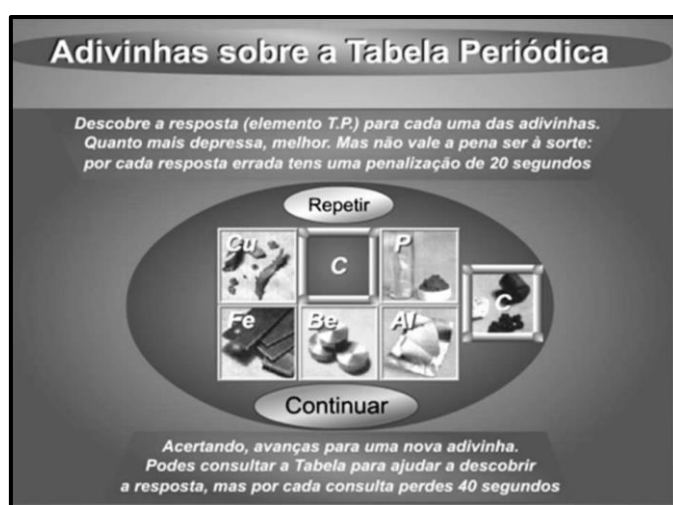 Adivinhas sobre a Tabela Periódica
Descobre a resposta (elemento T.P.) para cada uma das adivinhas.
Quanto mais depressa, melhor. Mas não vale a pena ser à sorte:
por cada resposta errada tens uma penalização de 20 segundos
Repetir
Cu
C
P
C
Fe
Be
Al
Continuar
Acertando, avanças para uma nova adivinha.
Podes consultar a Tabela para ajudar a descobrir
a resposta, mas por cada consulta perdes 40 segundos